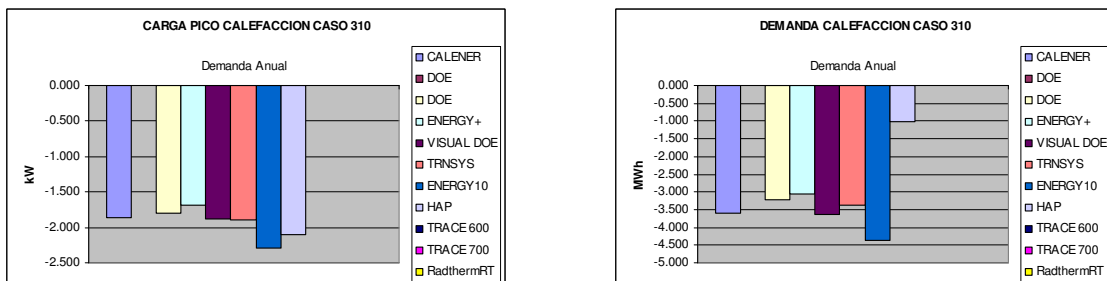 CARGA PICO CALEFACCION CASO 310
Demanda Anual
0.000
-0.500
-1.000
-1.500
-2.000
-2.500
kW
CALENER
DOE
DOE
ENERGY+
VISUAL DOE
TRNSYS
ENERGY10
HAP
TRACE 600
TRACE 700
RadthermRT
DEMANDA CALEFACCION CASO 310
Demanda Anual
0.000
-0.500
-1.000
-1.500
-2.000
-2.500
-3.000
-3.500
-4.000
-4.500
-5.000
MWh
CALENER
DOE
DOE
ENERGY+
VISUAL DOE
TRNSYS
ENERGY10
HAP
TRACE 600
TRACE 700
RadthermRT